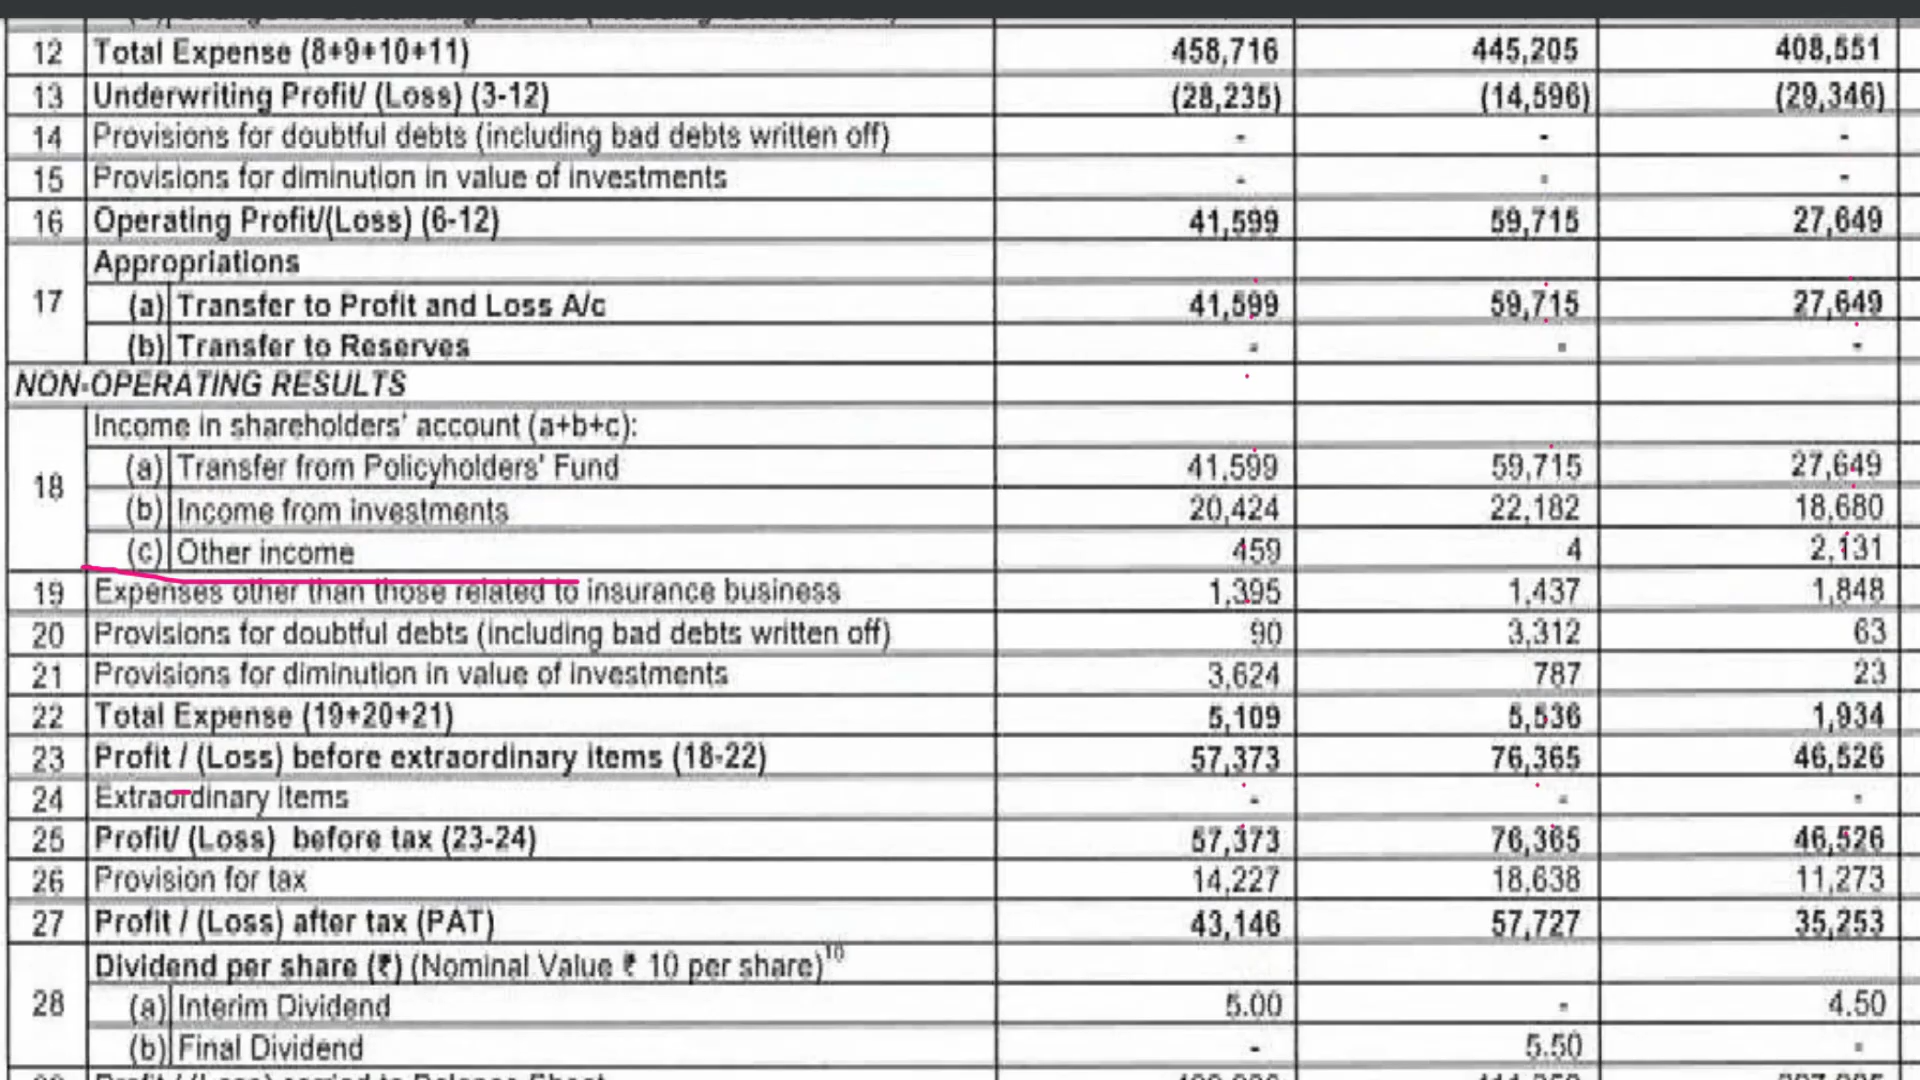 12 Total Expense (8+9+10+11) 458,716 445,205 408,551
13 Underwriting Profit/ (Loss) (3-12) (28,235) (14,596) (29,346)
14 Provisions for doubtful debts (including bad debts written off) - - -
15 Provisions for diminution in value of investments - - -
16 Operating Profit/(Loss) (6-12) 41,599 59,715 27,649
17 Appropriations
(a) Transfer to Profit and Loss A/c 41,599 59,715 27,649
(b) Transfer to Reserves - - -
NON-OPERATING RESULTS
18 Income in shareholders' account (a+b+c):
(a) Transfer from Policyholders' Fund 41,599 59,715 27,649
(b) Income from investments 20,424 22,182 18,680
(c) Other income 459 4 2,131
19 Expenses other than those related to insurance business 1,395 1,437 1,848
20 Provisions for doubtful debts (including bad debts written off) 90 3,312 63
21 Provisions for diminution in value of investments 3,624 787 23
22 Total Expense (19+20+21) 5,109 5,536 1,934
23 Profit / (Loss) before extraordinary items (18-22) 57,373 76,365 46,526
24 Extraordinary Items - - -
25 Profit/ (Loss) before tax (23-24) 57,373 76,365 46,526
26 Provision for tax 14,227 18,638 11,273
27 Profit / (Loss) after tax (PAT) 43,146 57,727 35,253
28 Dividend per share (₹) (Nominal Value ₹ 10 per share)10
(a) Interim Dividend 5.00 - 4.50
(b) Final Dividend - 5.50 -